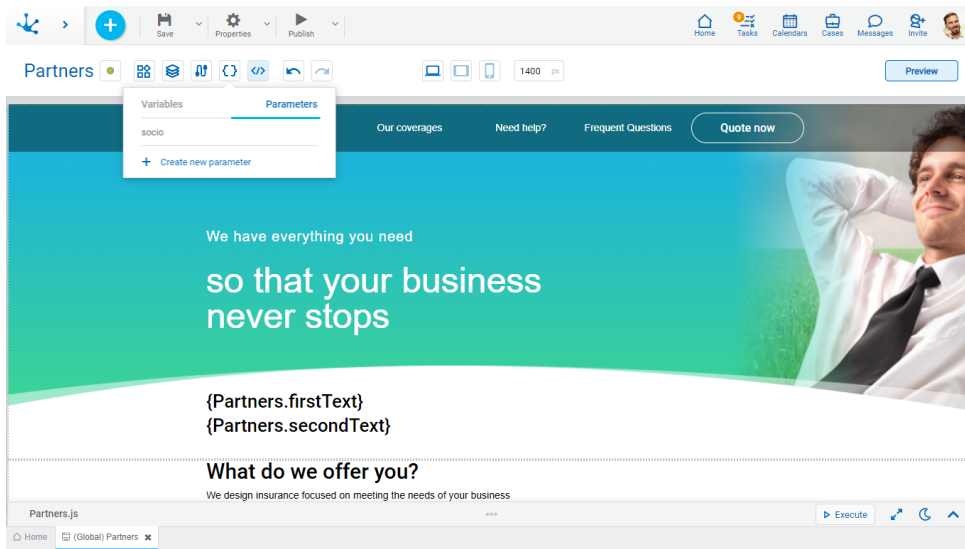 Save
Properties
Publish
Home
9
Tasks
Calendars
Cases
Messages
Invite
Partners
1400 px
Preview
Variables
Parameters
socio
+ Create new parameter
Our coverages
Need help?
Frequent Questions
Quote now
We have everything you need
so that your business
never stops
{Partners.firstText}
{Partners.secondText}
What do we offer you?
We design insurance focused on meeting the needs of your business
Partners.js
Execute
Home
(Global) Partners